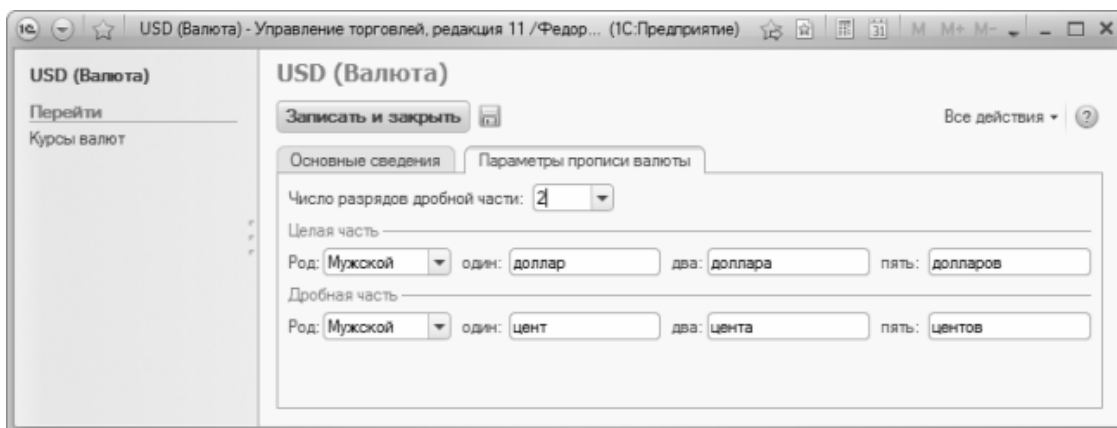 1С USD (Валюта) - Управление торговлей, редакция 11 /Федор... (1С:Предприятие) 31 M M+ M-
USD (Валюта)
Перейти
Курсы валют
USD (Валюта)
Записать и закрыть Все действия ?
Основные сведения Параметры прописи валюты
Число разрядов дробной части: 2
Целая часть
Род: Мужской один: доллар два: доллара пять: долларов
Дробная часть
Род: Мужской один: цент два: цента пять: центов